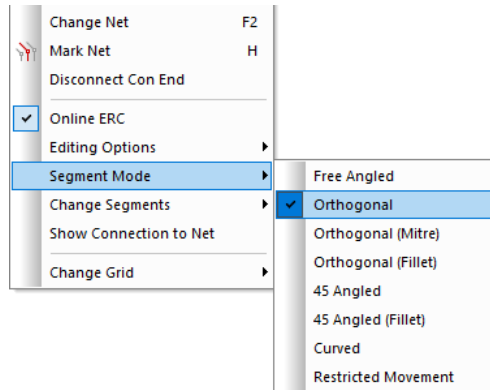 Change Net F2
Mark Net H
Disconnect Con End
Online ERC
Editing Options
Segment Mode
Change Segments
Show Connection to Net
Change Grid
Free Angled
Orthogonal
Orthogonal (Mitre)
Orthogonal (Fillet)
45 Angled
45 Angled (Fillet)
Curved
Restricted Movement